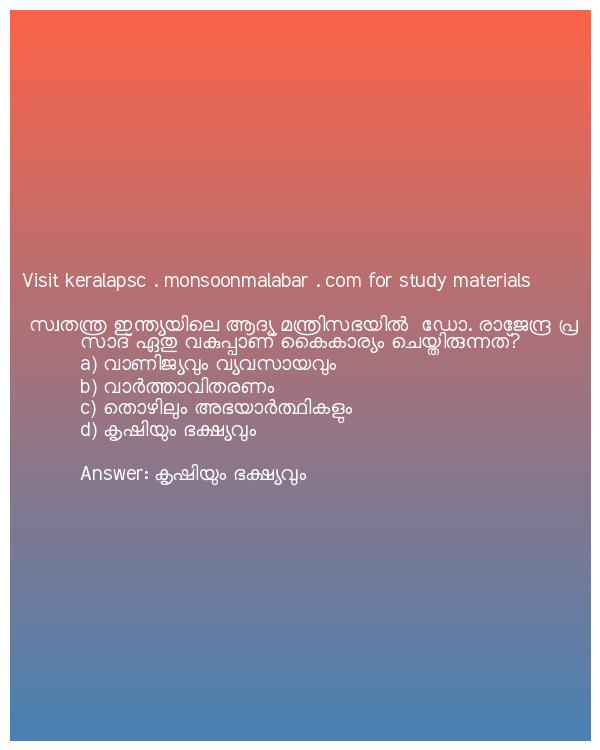 Visit keralapsc . monsoonmalabar . com for study materials
സ്വതന്ത്ര ഇന്ത്യയിലെ ആദ്യ മന്ത്രിസഭയിൽ ഡോ. രാജേന്ദ്ര പ്ര
സാദ് ഏതു വകുപ്പാണ് കൈകാര്യം ചെയ്തിരുന്നത്?
a) വാണിജ്യവും വ്യവസായവും
b) വാർത്താവിതരണം
c) തൊഴിലും അഭയാർത്ഥികളും
d) കൃഷിയും ഭക്ഷ്യവും
Answer: കൃഷിയും ഭക്ഷ്യവും